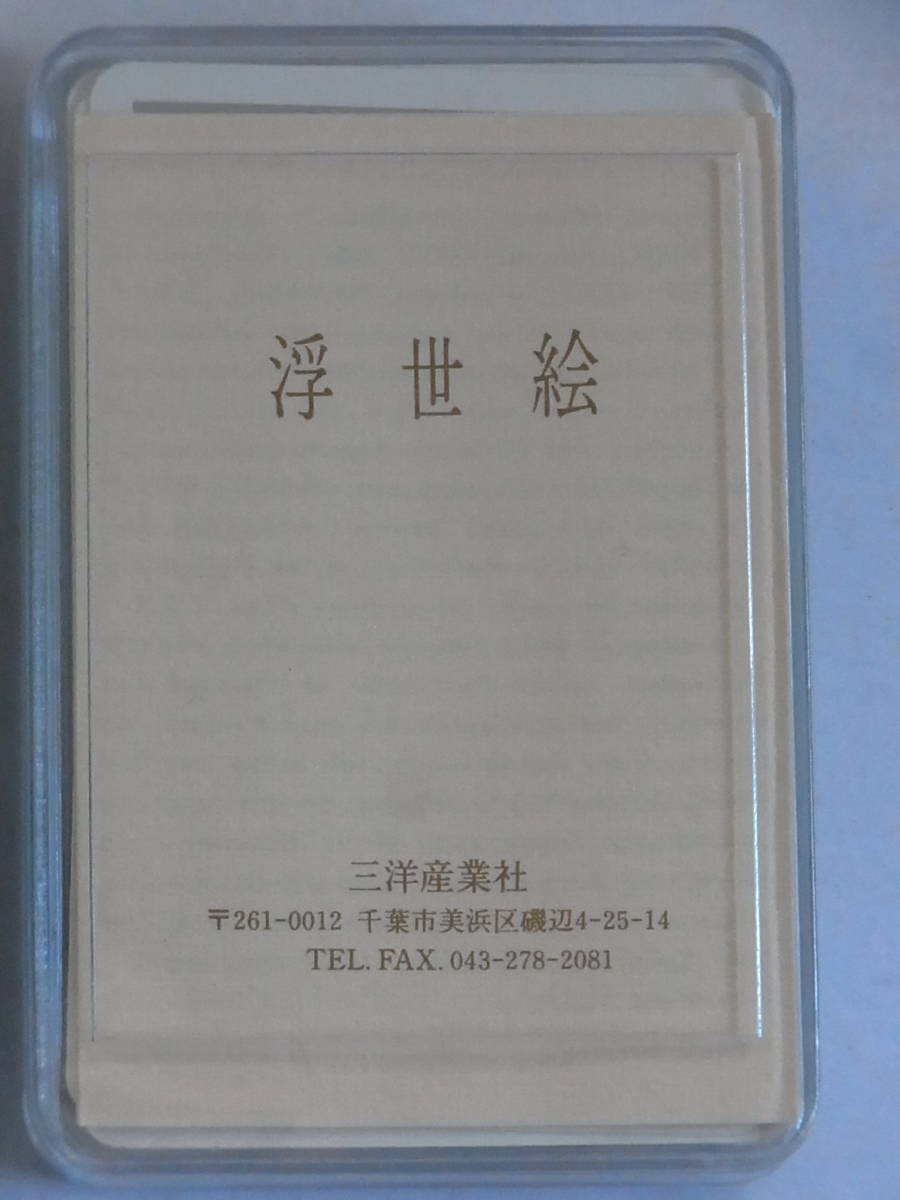 浮世絵
三洋産業社
〒261-0012 千葉市美浜区磯辺4-25-14
TEL. FAX. 043-278-2081